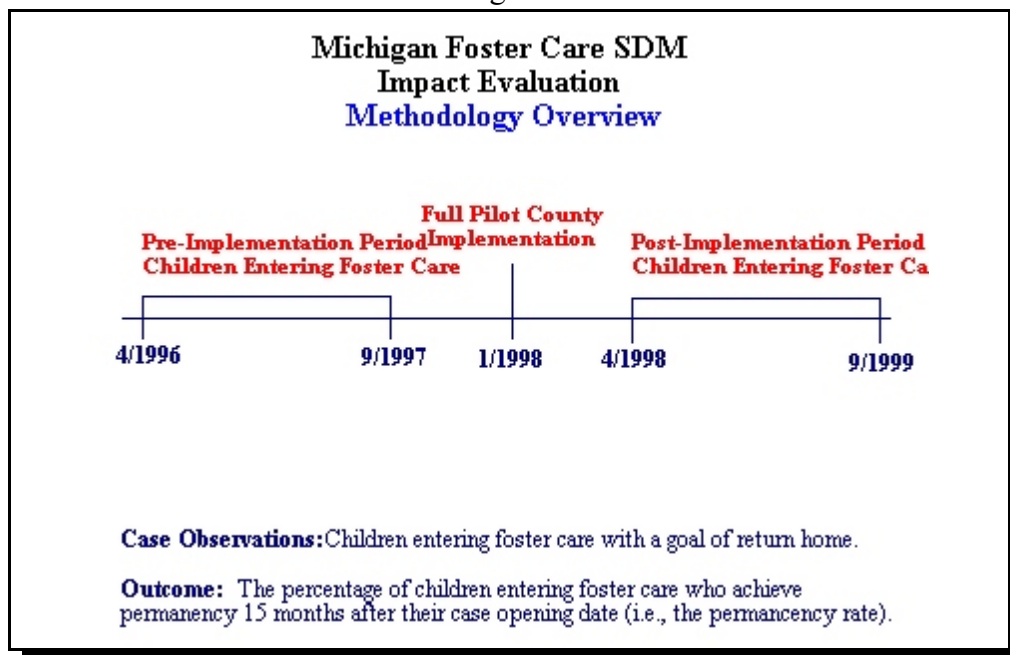 Michigan Foster Care SDM
Impact Evaluation
Methodology Overview
Full Pilot County
Implementation
Pre-Implementation Period
Children Entering Foster Care
Post-Implementation Period
Children Entering Foster Ca
4/1996
9/1997
1/1998
4/1998
9/1999
Case Observations:Children entering foster care with a goal of return home.
Outcome: The percentage of children entering foster care who achieve
permanency 15 months after their case opening date (i.e., the permancency rate).